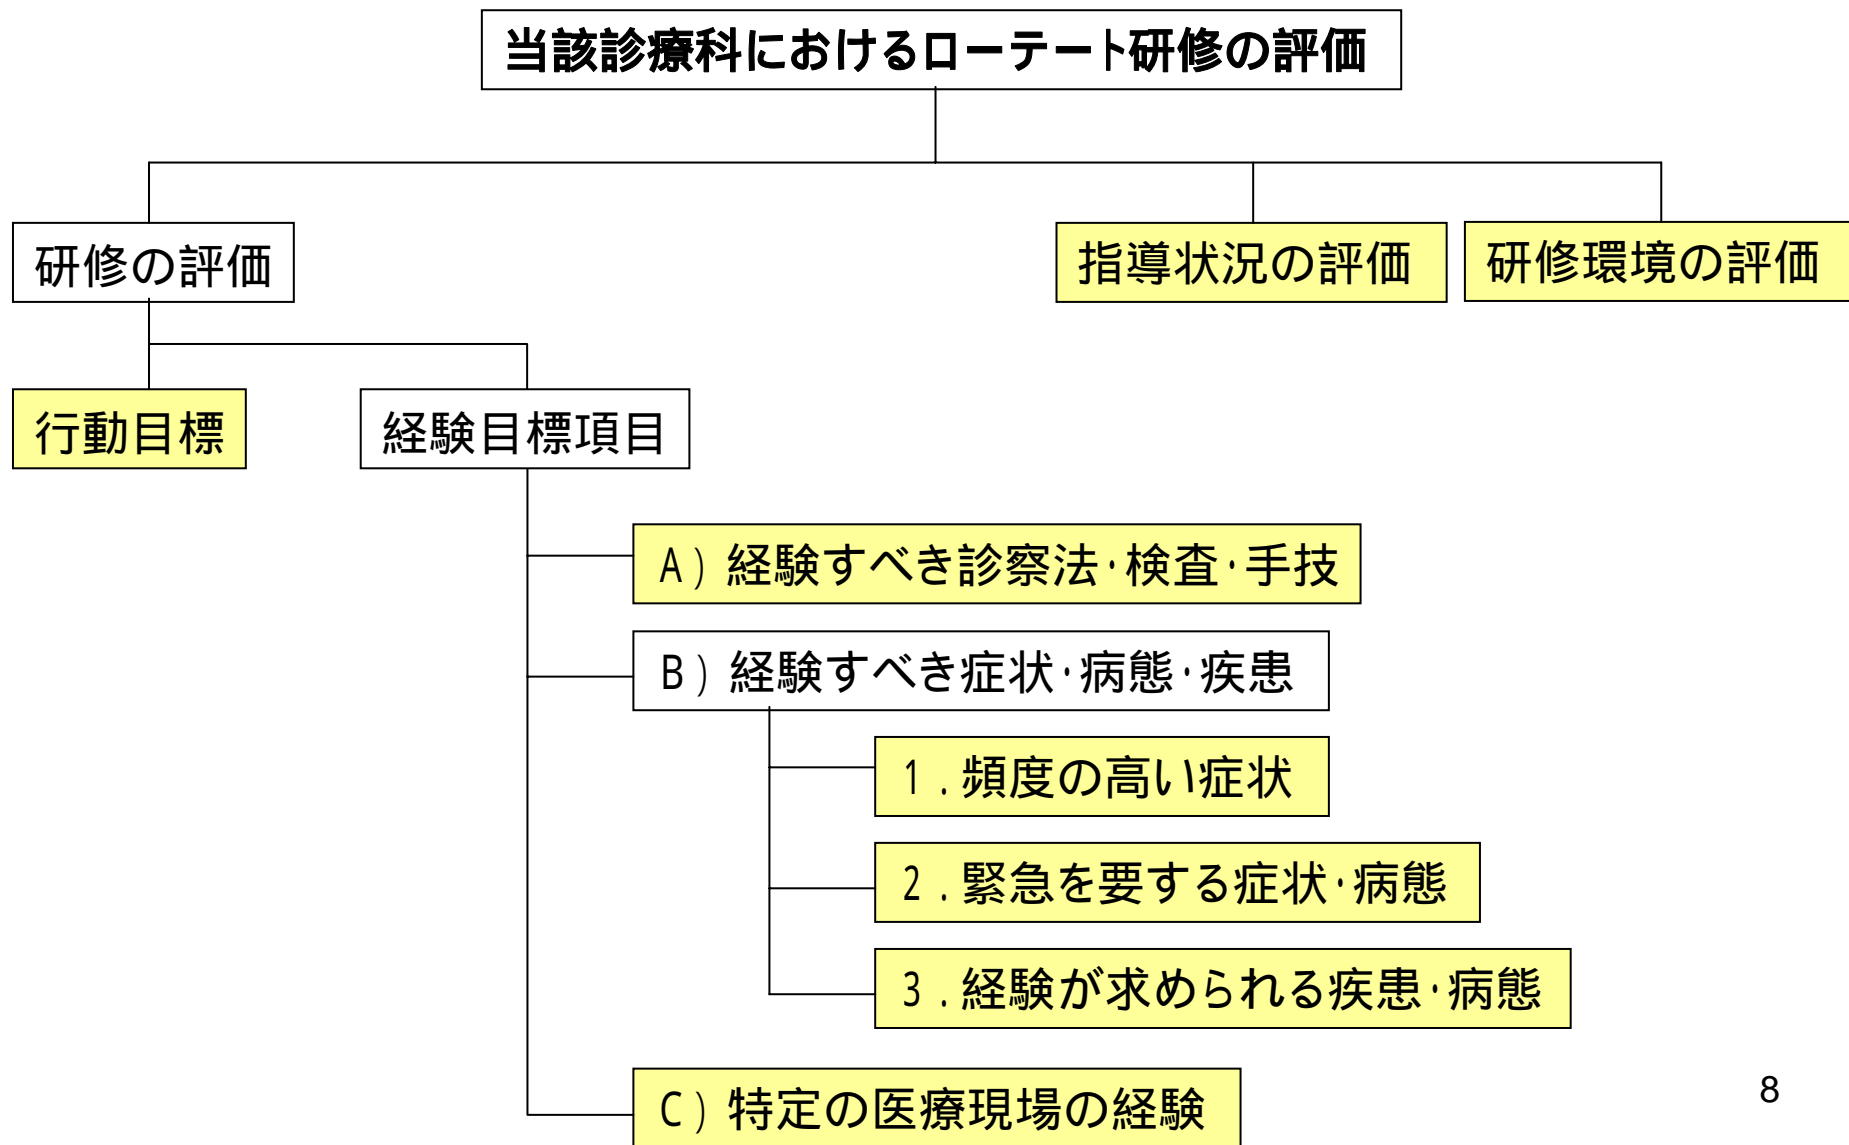 当該診療科におけるローテート研修の評価
研修の評価
指導状況の評価
研修環境の評価
行動目標
経験目標項目
A) 経験すべき診察法・検査・手技
B) 経験すべき症状・病態・疾患
1.頻度の高い症状
2.緊急を要する症状・病態
3.経験が求められる疾患・病態
C) 特定の医療現場の経験
8